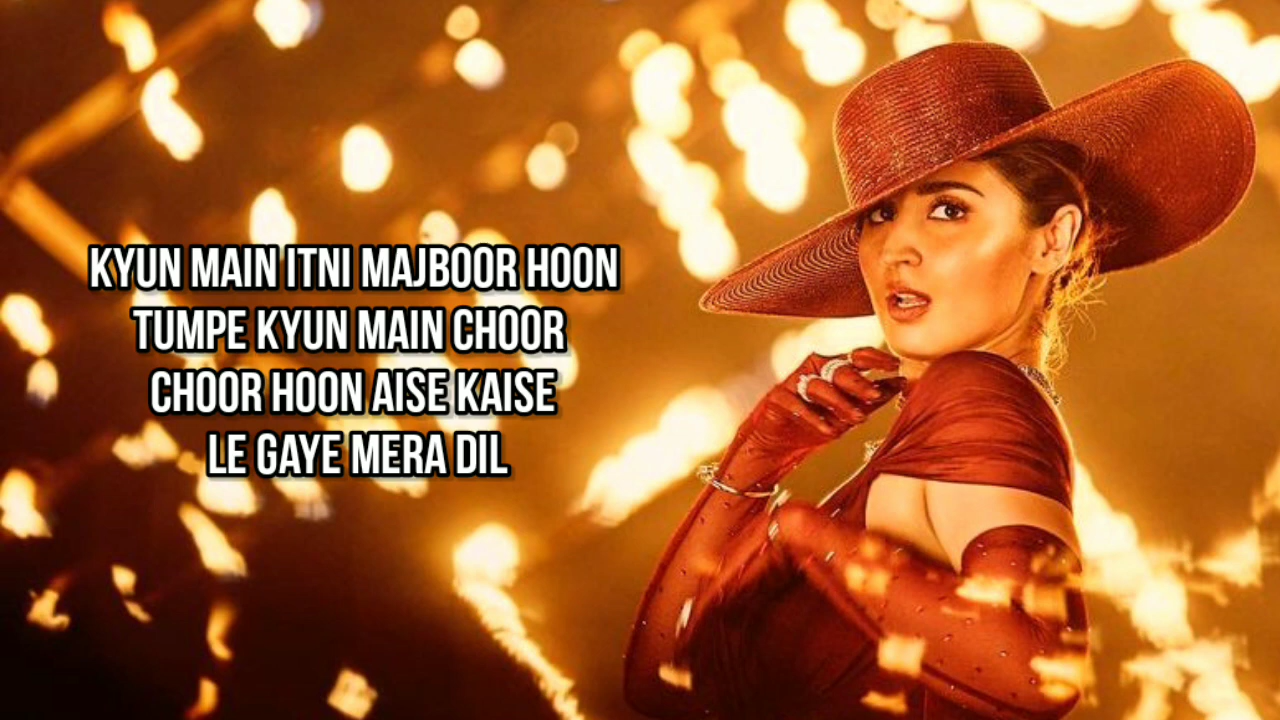 KYUN MAIN ITNI MAJBOOR HOON
TUMPE KYUN MAIN CHOOR
CHOOR HOON AISE KAISE
LE GAYE MERA DIL